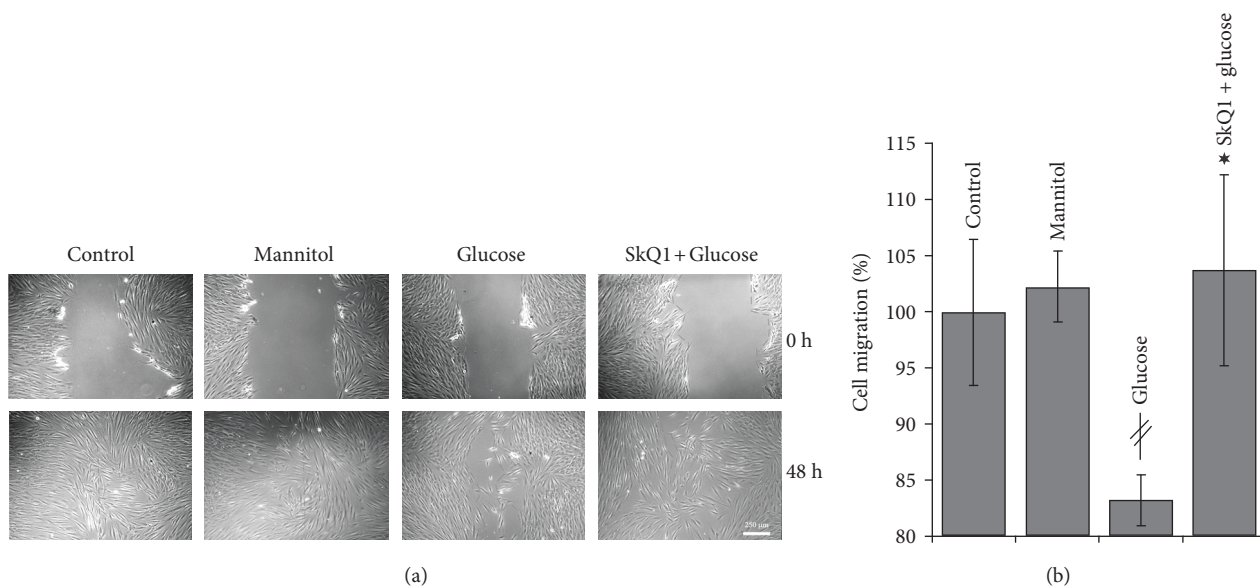 Control Mannitol Glucose SkQ1 + Glucose
0 h
48 h
250 μm
(a)
Cell migration (%)
115
110
105
100
95
90
85
80
Control
Mannitol
Glucose
★ SkQ1 + glucose
(b)